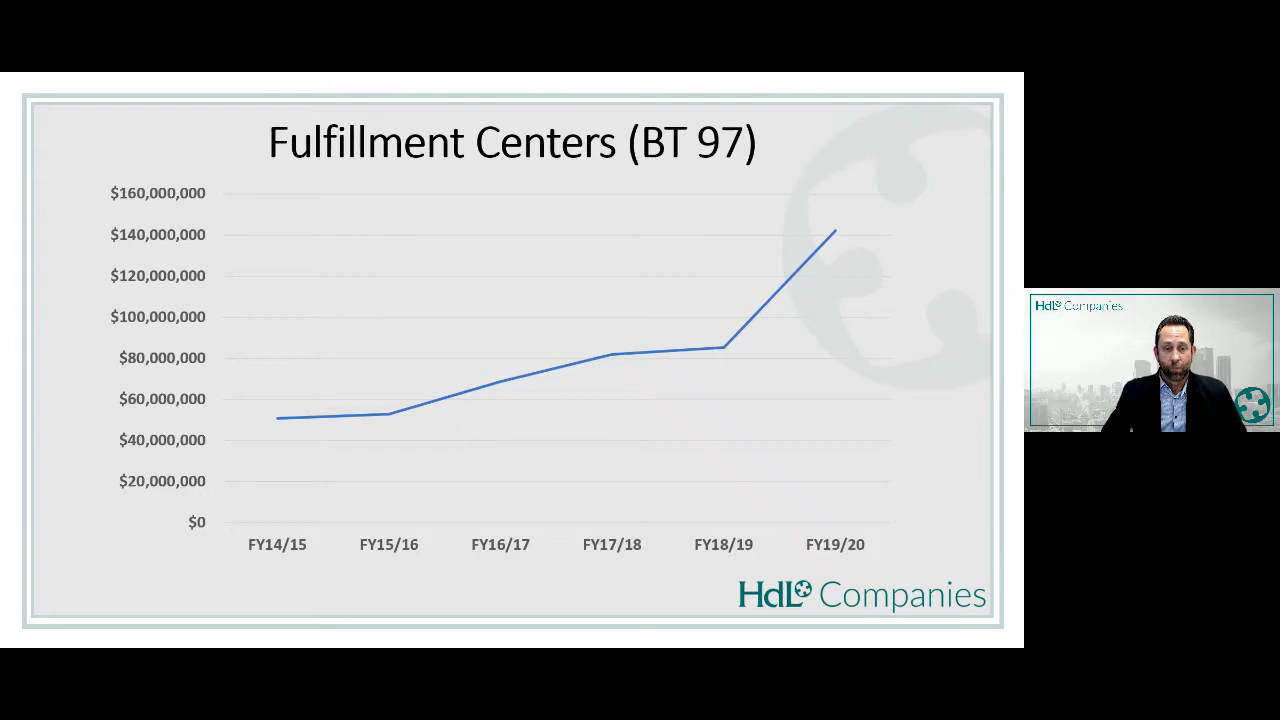 Fulfillment Centers (BT 97)
$160,000,000
$140,000,000
$120,000,000
$100,000,000
$80,000,000
$60,000,000
$40,000,000
$20,000,000
$0
FY14/15 FY15/16 FY16/17 FY17/18 FY18/19 FY19/20
HdL Companies
HdL Companies